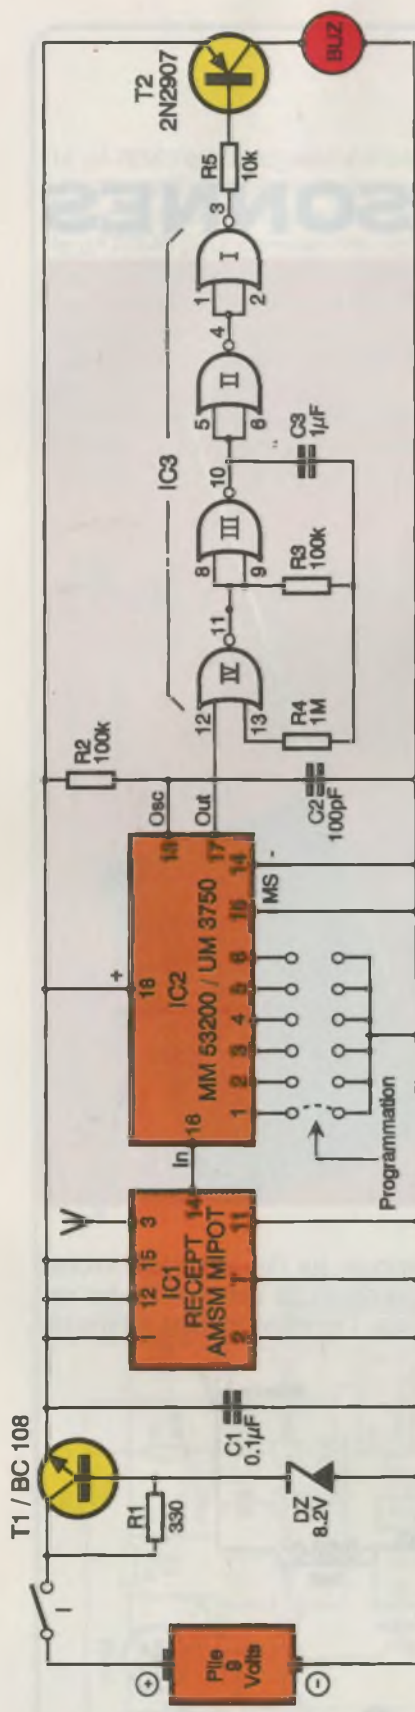 SONNES
T1 / BC 108
Pile
9
Volts
+
−
I
R1
330
DZ
8.2V
C1
0.1µF
1
12
15
3
IC1
RECEPT
AMSM MIPOT
14
2
7
11
In
16
+
18
IC2
MM 53200 / UM 3750
1
2
3
4
5
6
15
14
MS
-
Programmation
13
Osc
17
Out
R2
100k
C2
100pF
12
13
IV
11
R4
1M
8
9
III
10
R3
100k
C3
1µF
IC3
5
6
II
4
1
2
I
3
R5
10k
T2
2N2907
BUZ